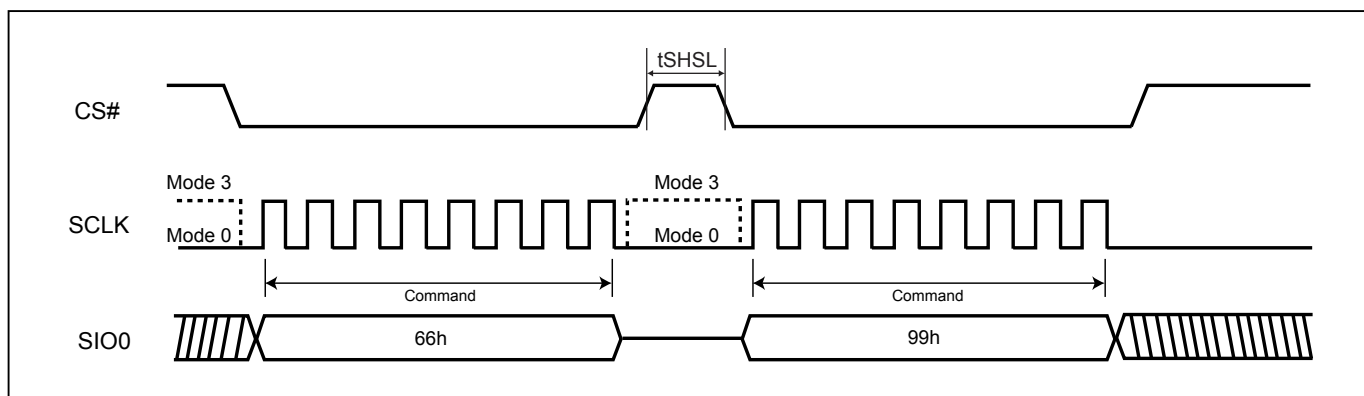 tSHSL
CS#
Mode 3
Mode 3
SCLK
Mode 0
Mode 0
Command
Command
SIO0
66h
99h